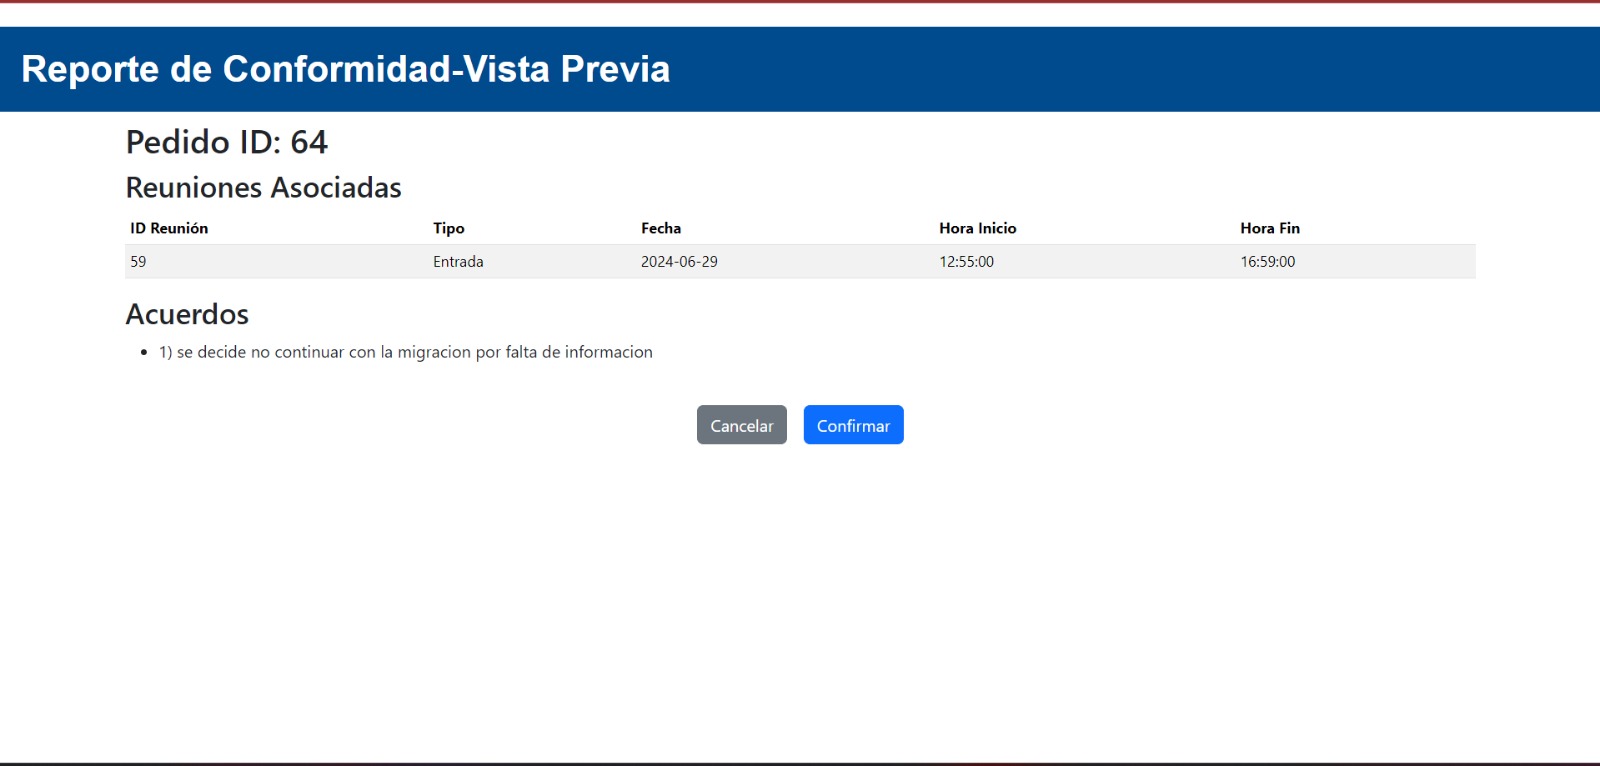 Reporte de Conformidad-Vista Previa
Pedido ID: 64
Reuniones Asociadas
ID Reunión Tipo Fecha Hora Inicio Hora Fin
59 Entrada 2024-06-29 12:55:00 16:59:00
Acuerdos
• 1) se decide no continuar con la migracion por falta de informacion
Cancelar Confirmar